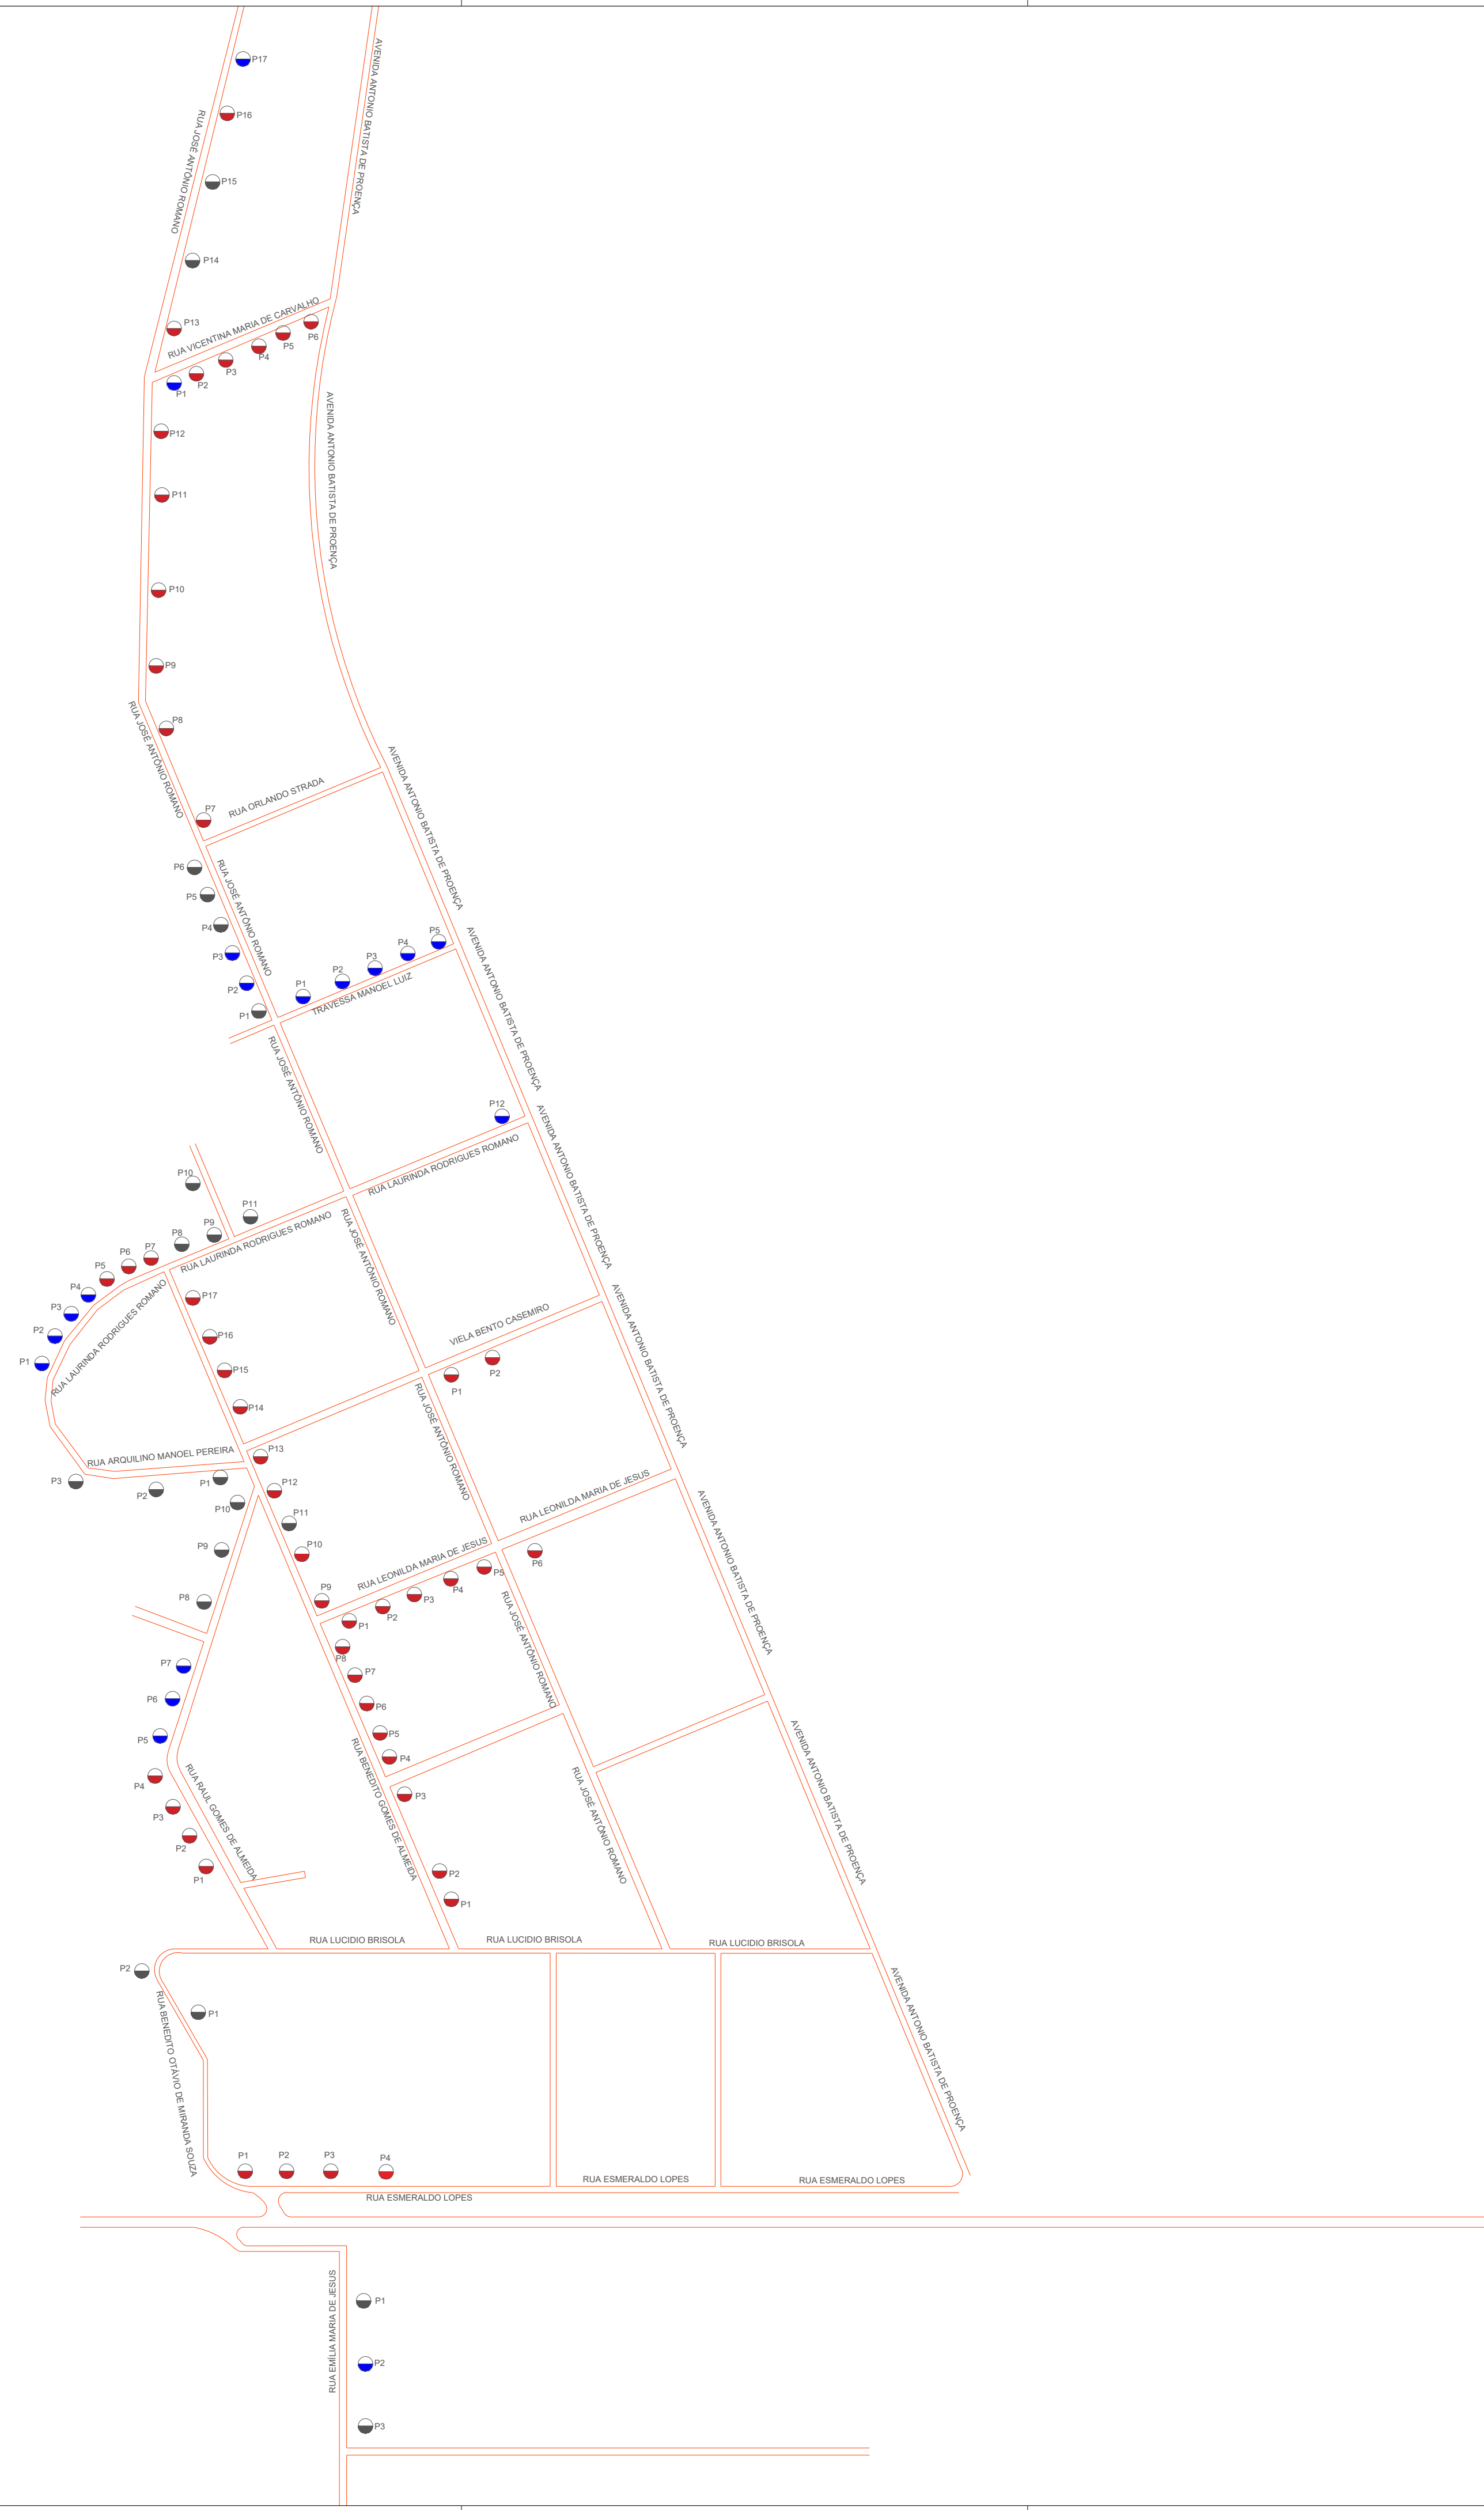 P17
AVENIDA ANTONIO BATISTA DE PROENÇA
P16
RUA JOSÉ ANTÔNIO ROMANO
P15
P14
P13
RUA VICENTINA MARIA DE CARVALHO
P6
P5
P4
P3
P2
P1
AVENIDA ANTONIO BATISTA DE PROENÇA
P12
P11
P10
P9
RUA JOSÉ ANTÔNIO ROMANO
P8
AVENIDA ANTONIO BATISTA DE PROENÇA
RUA ORLANDO STRADA
P7
P6
RUA JOSÉ ANTÔNIO ROMANO
P5
P4
P3
P2
P1
AVENIDA ANTONIO BATISTA DE PROENÇA
P5
P4
P3
P2
P1
TRAVESSA MANOEL LUIZ
RUA JOSÉ ANTÔNIO ROMANO
P12
AVENIDA ANTONIO BATISTA DE PROENÇA
RUA LAURINDA RODRIGUES ROMANO
P10
P11
P9
P8
P7
P6
P5
P4
P3
P2
P1
RUA LAURINDA RODRIGUES ROMANO
RUA LAURINDA RODRIGUES ROMANO
RUA JOSÉ ANTÔNIO ROMANO
AVENIDA ANTONIO BATISTA DE PROENÇA
P17
P16
P15
P14
VIELA BENTO CASEMIRO
P2
P1
RUA JOSÉ ANTÔNIO ROMANO
RUA ARQUILINO MANOEL PEREIRA
P3
P2
P1
P13
P12
P11
P10
P9
P10
P9
P8
RUA LEONILDA MARIA DE JESUS
RUA LEONILDA MARIA DE JESUS
AVENIDA ANTONIO BATISTA DE PROENÇA
P6
P5
P4
P3
P2
P1
RUA JOSÉ ANTÔNIO ROMANO
P8
P7
P6
P5
P4
P3
P7
P6
P5
P4
P3
P2
P1
RUA RAUL GOMES DE ALMEIDA
RUA BENEDITO GOMES DE ALMEIDA
RUA JOSÉ ANTÔNIO ROMANO
AVENIDA ANTONIO BATISTA DE PROENÇA
P2
P1
RUA LUCIDIO BRISOLA
RUA LUCIDIO BRISOLA
RUA LUCIDIO BRISOLA
P2
P1
RUA BENEDITO OTÁVIO DE MIRANDA SOUZA
AVENIDA ANTONIO BATISTA DE PROENÇA
P1
P2
P3
P4
RUA ESMERALDO LOPES
RUA ESMERALDO LOPES
RUA ESMERALDO LOPES
RUA EMÍLIA MARIA DE JESUS
P1
P2
P3